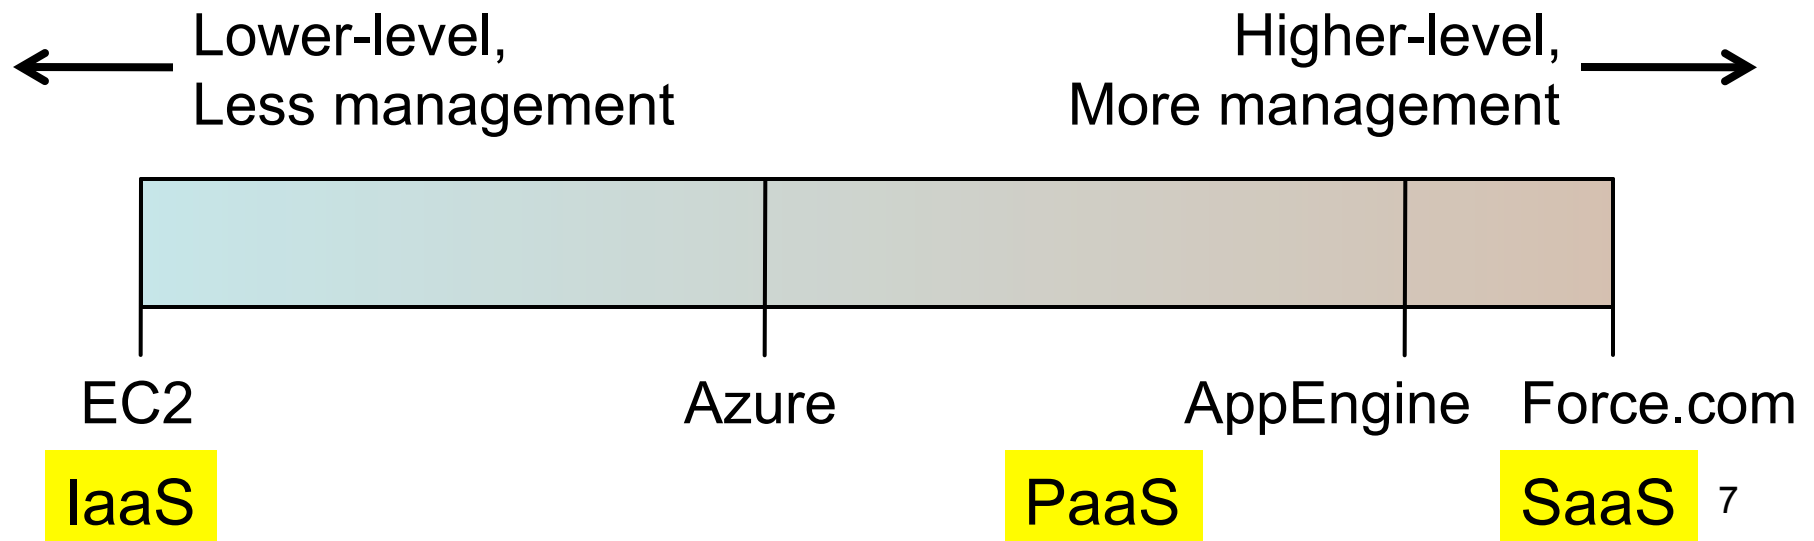 Lower-level,
Less management
Higher-level,
More management
EC2
Azure
AppEngine
Force.com
IaaS
PaaS
SaaS
7